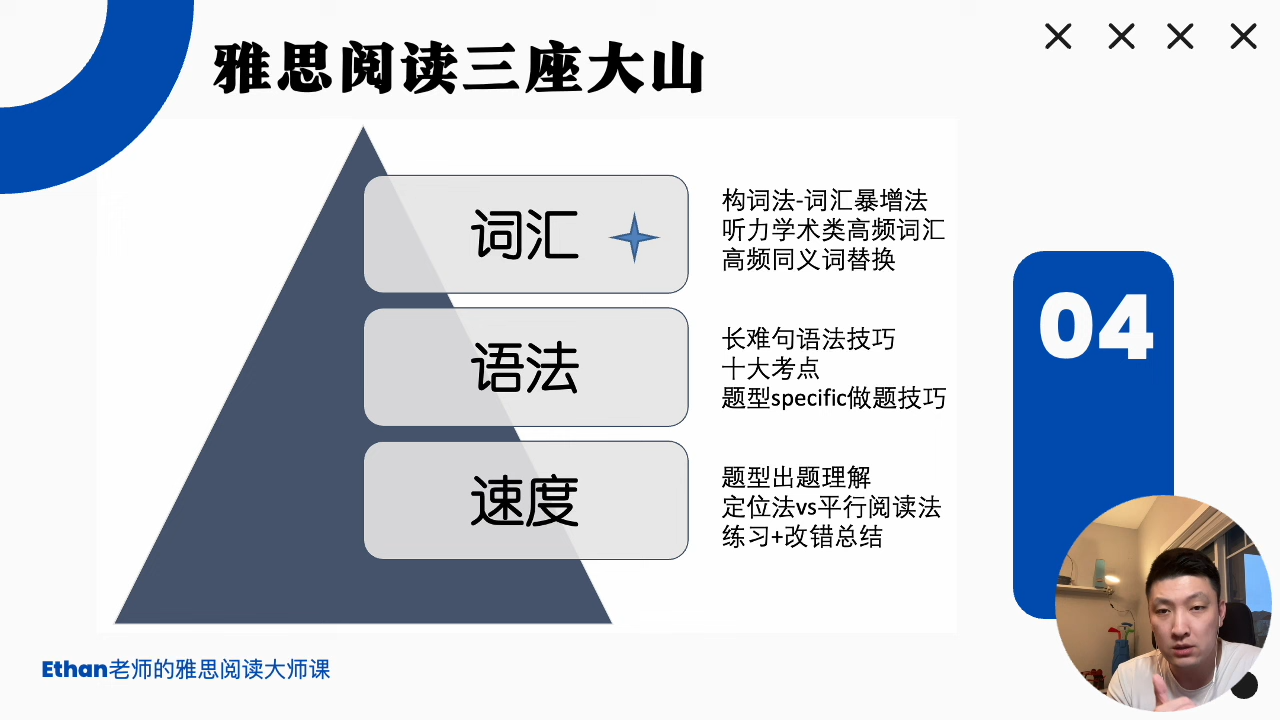 雅思阅读三座大山
词汇
构词法-词汇暴增法
听力学术类高频词汇
高频同义词替换
语法
长难句语法技巧
十大考点
题型specific做题技巧
速度
题型出题理解
定位法vs平行阅读法
练习+改错总结
04
Ethan老师的雅思阅读大师课